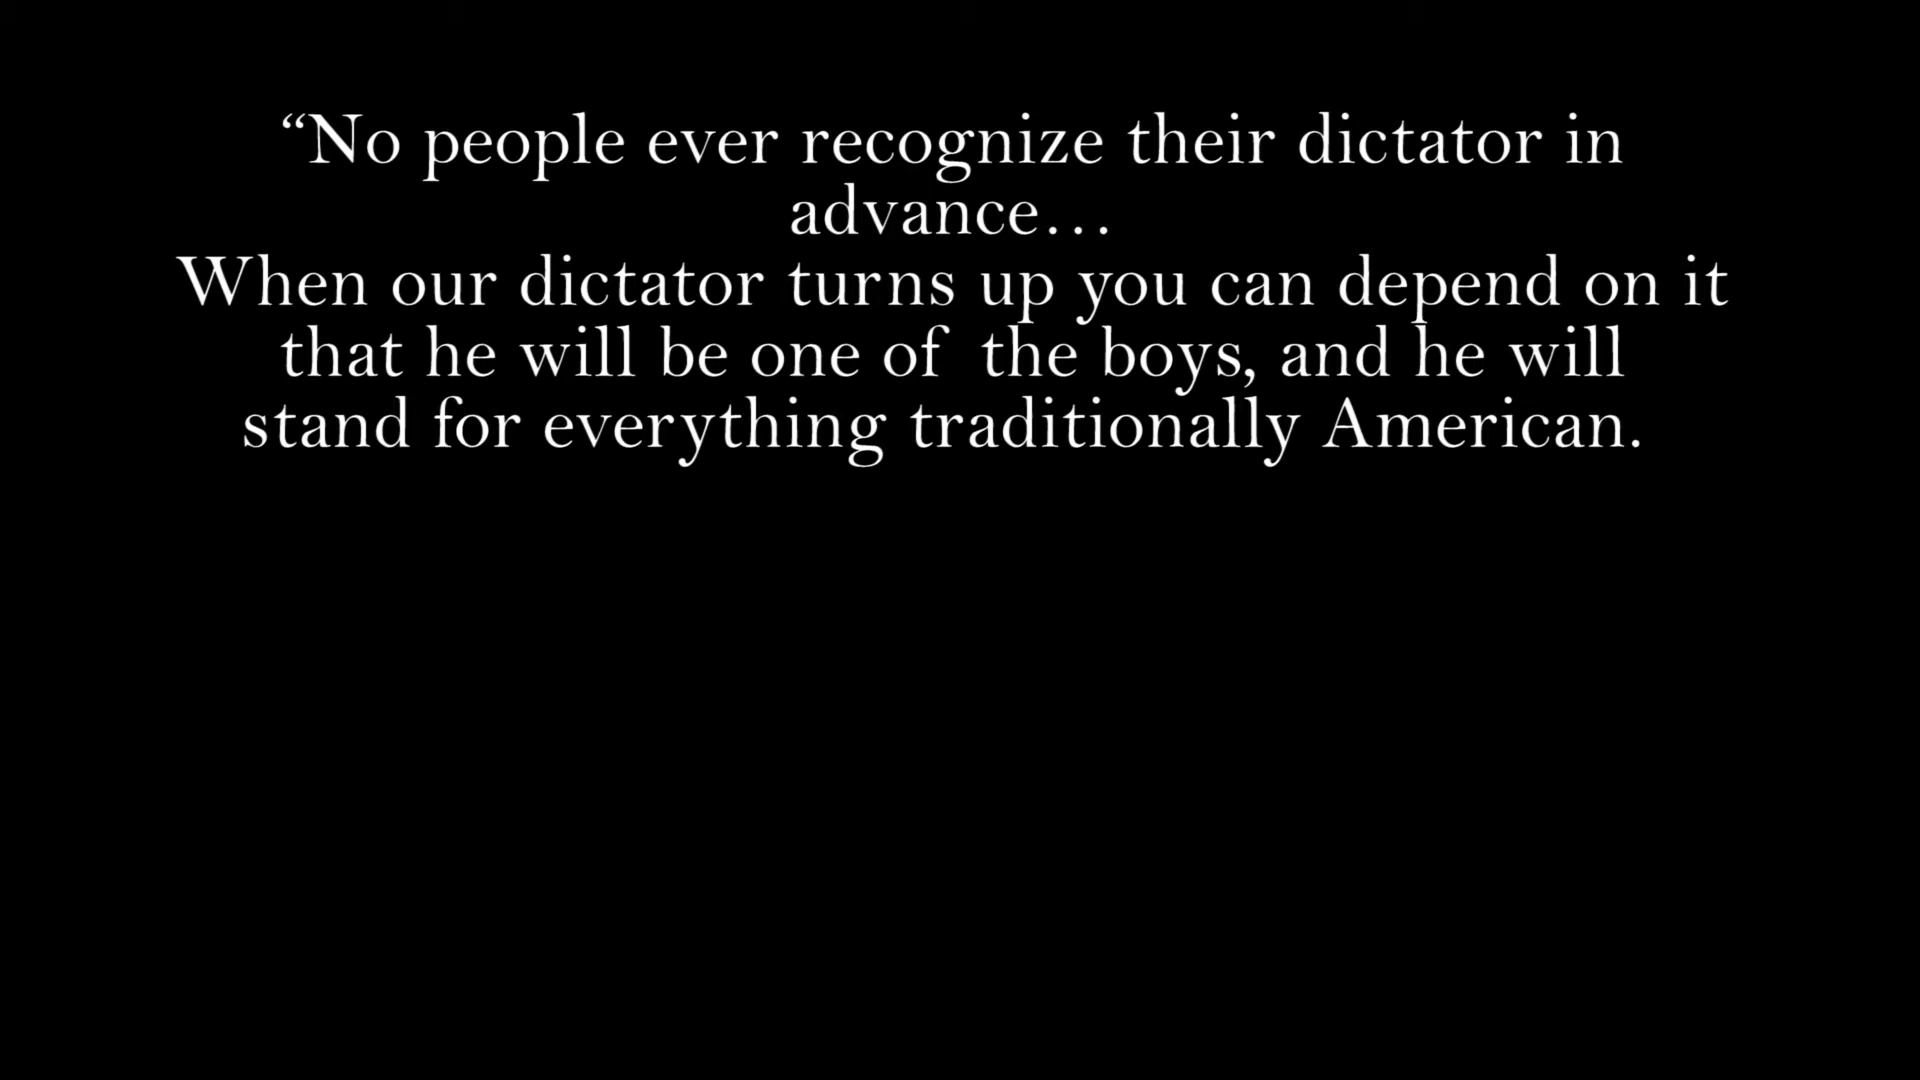 “No people ever recognize their dictator in
advance…
When our dictator turns up you can depend on it
that he will be one of the boys, and he will
stand for everything traditionally American.